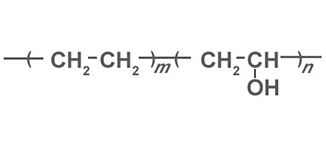 —( CH₂–CH₂ )m( CH₂–CH )n
OH